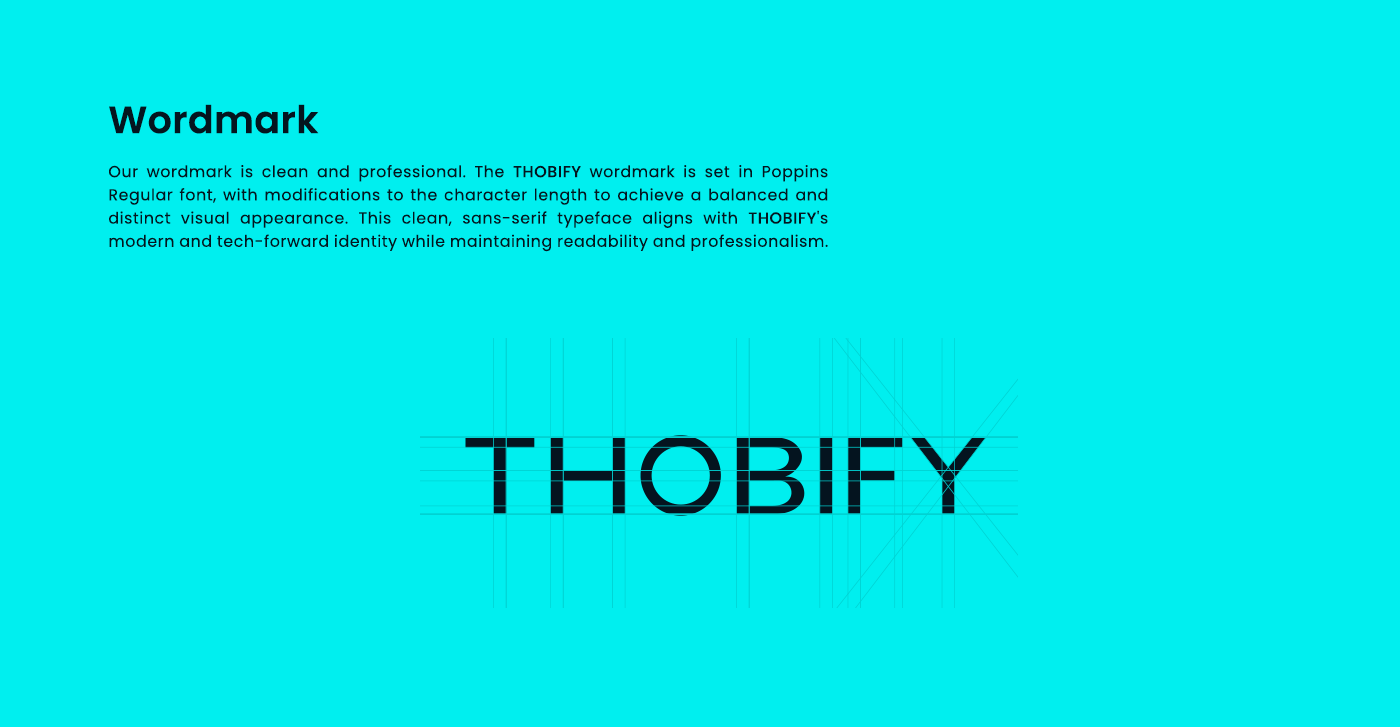 Wordmark
Our wordmark is clean and professional. The THOBIFY wordmark is set in Poppins
Regular font, with modifications to the character length to achieve a balanced and
distinct visual appearance. This clean, sans-serif typeface aligns with THOBIFY's
modern and tech-forward identity while maintaining readability and professionalism.
THOBIFY